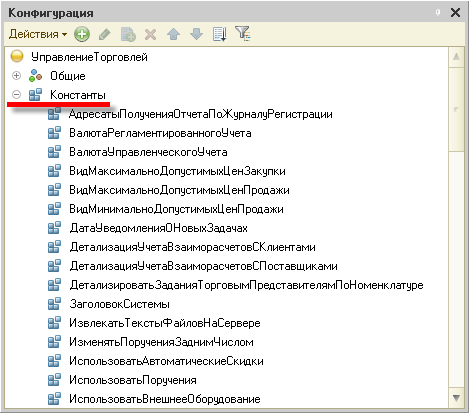 Конфигурация
Действия
УправлениеТорговлей
Общие
Константы
АдресатыПолученияОтчетаПоЖурналуРегистрации
ВалютаРегламентированногоУчета
ВалютаУправленческогоУчета
ВидМаксимальноДопустимыхЦенЗакупки
ВидМаксимальноДопустимыхЦенПродажи
ВидМинимальноДопустимыхЦенПродажи
ДатаУведомленияОНовыхЗадачах
ДетализацияУчетаВзаиморасчетовСКлиентами
ДетализацияУчетаВзаиморасчетовСПоставщиками
ДетализироватьЗаданияТорговымПредставителямПоНоменклатуре
ЗаголовокСистемы
ИзвлекатьТекстыФайловНаСервере
ИзменятьПорученияЗаднимЧислом
ИспользоватьАвтоматическиеСкидки
ИспользоватьПоручения
ИспользоватьВнешнееОборудование